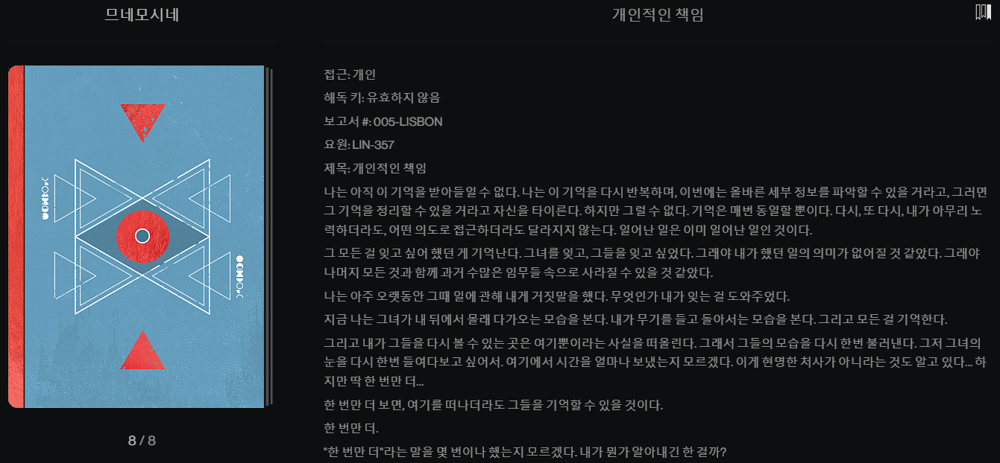 므네모시네
개인적인 책임
접근: 개인
해독 키: 유효하지 않음
보고서 #: 005-LISBON
요원: LIN-357
제목: 개인적인 책임
나는 아직 이 기억을 받아들일 수 없다. 나는 이 기억을 다시 반복하며, 이번에는 올바른 세부 정보를 파악할 수 있을 거라고, 그러면
그 기억을 정리할 수 있을 거라고 자신을 타이른다. 하지만 그럴 수 없다. 기억은 매번 동일할 뿐이다. 다시, 또 다시, 내가 아무리 노
력하더라도, 어떤 의도로 접근하더라도 달라지지 않는다. 일어난 일은 이미 일어난 일인 것이다.
그 모든 걸 잊고 싶어 했던 게 기억난다. 그녀를 잊고, 그들을 잊고 싶었다. 그래야 내가 했던 일의 의미가 없어질 것 같았다. 그래야
나머지 모든 것과 함께 과거 수많은 임무들 속으로 사라질 수 있을 것 같았다.
나는 아주 오랫동안 그때 일에 관해 내게 거짓말을 했다. 무엇인가 내가 잊는 걸 도와주었다.
지금 나는 그녀가 내 뒤에서 몰래 다가오는 모습을 본다. 내가 무기를 들고 돌아서는 모습을 본다. 그리고 모든 걸 기억한다.
그리고 내가 그들을 다시 볼 수 있는 곳은 여기뿐이라는 사실을 떠올린다. 그래서 그들의 모습을 다시 한번 불러낸다. 그저 그녀의
눈을 다시 한번 들여다보고 싶어서. 여기에서 시간을 얼마나 보냈는지 모르겠다. 이게 현명한 처사가 아니라는 것도 알고 있다... 하
지만 딱 한 번만 더...
한 번만 더 보면, 여기를 떠나더라도 그들을 기억할 수 있을 것이다.
한 번만 더.
"한 번만 더"라는 말을 몇 번이나 했는지 모르겠다. 내가 뭔가 알아내긴 한 걸까?
8 / 8